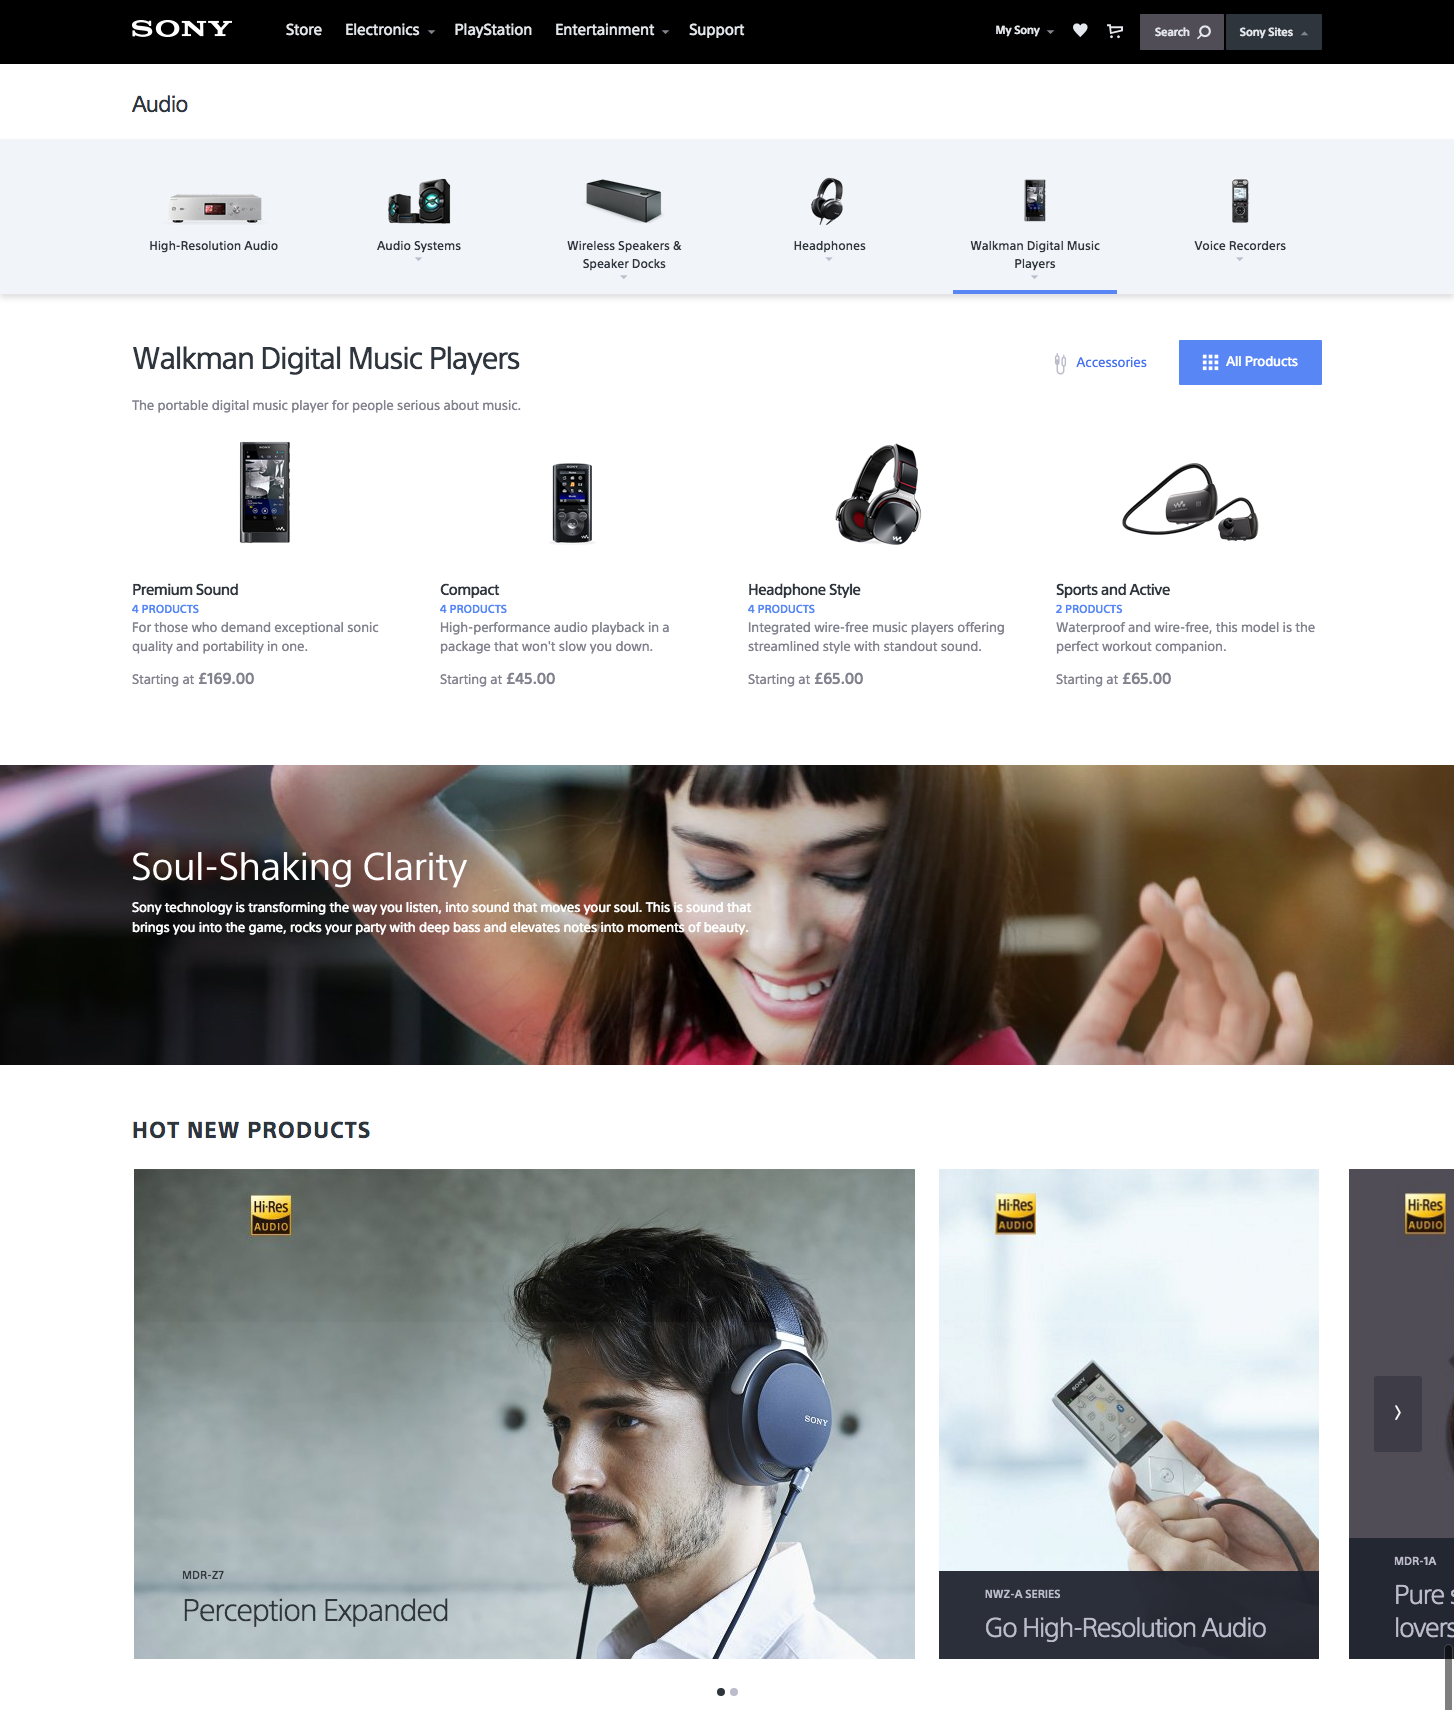 SONY
Store Electronics PlayStation Entertainment Support
My Sony Search Sony Sites
Audio
High-Resolution Audio
Audio Systems
Wireless Speakers &
Speaker Docks
Headphones
Walkman Digital Music
Players
Voice Recorders
Walkman Digital Music Players
Accessories
All Products
The portable digital music player for people serious about music.
Premium Sound
4 PRODUCTS
For those who demand exceptional sonic
quality and portability in one.
Starting at £169.00
Compact
4 PRODUCTS
High-performance audio playback in a
package that won't slow you down.
Starting at £45.00
Headphone Style
4 PRODUCTS
Integrated wire-free music players offering
streamlined style with standout sound.
Starting at £65.00
Sports and Active
2 PRODUCTS
Waterproof and wire-free, this model is the
perfect workout companion.
Starting at £65.00
Soul-Shaking Clarity
Sony technology is transforming the way you listen, into sound that moves your soul. This is sound that
brings you into the game, rocks your party with deep bass and elevates notes into moments of beauty.
HOT NEW PRODUCTS
Hi-Res
AUDIO
SONY
MDR-Z7
Perception Expanded
Hi-Res
AUDIO
SONY
NWZ-A SERIES
Go High-Resolution Audio
Hi-Res
AUDIO
MDR-1A
Pure s
lovers